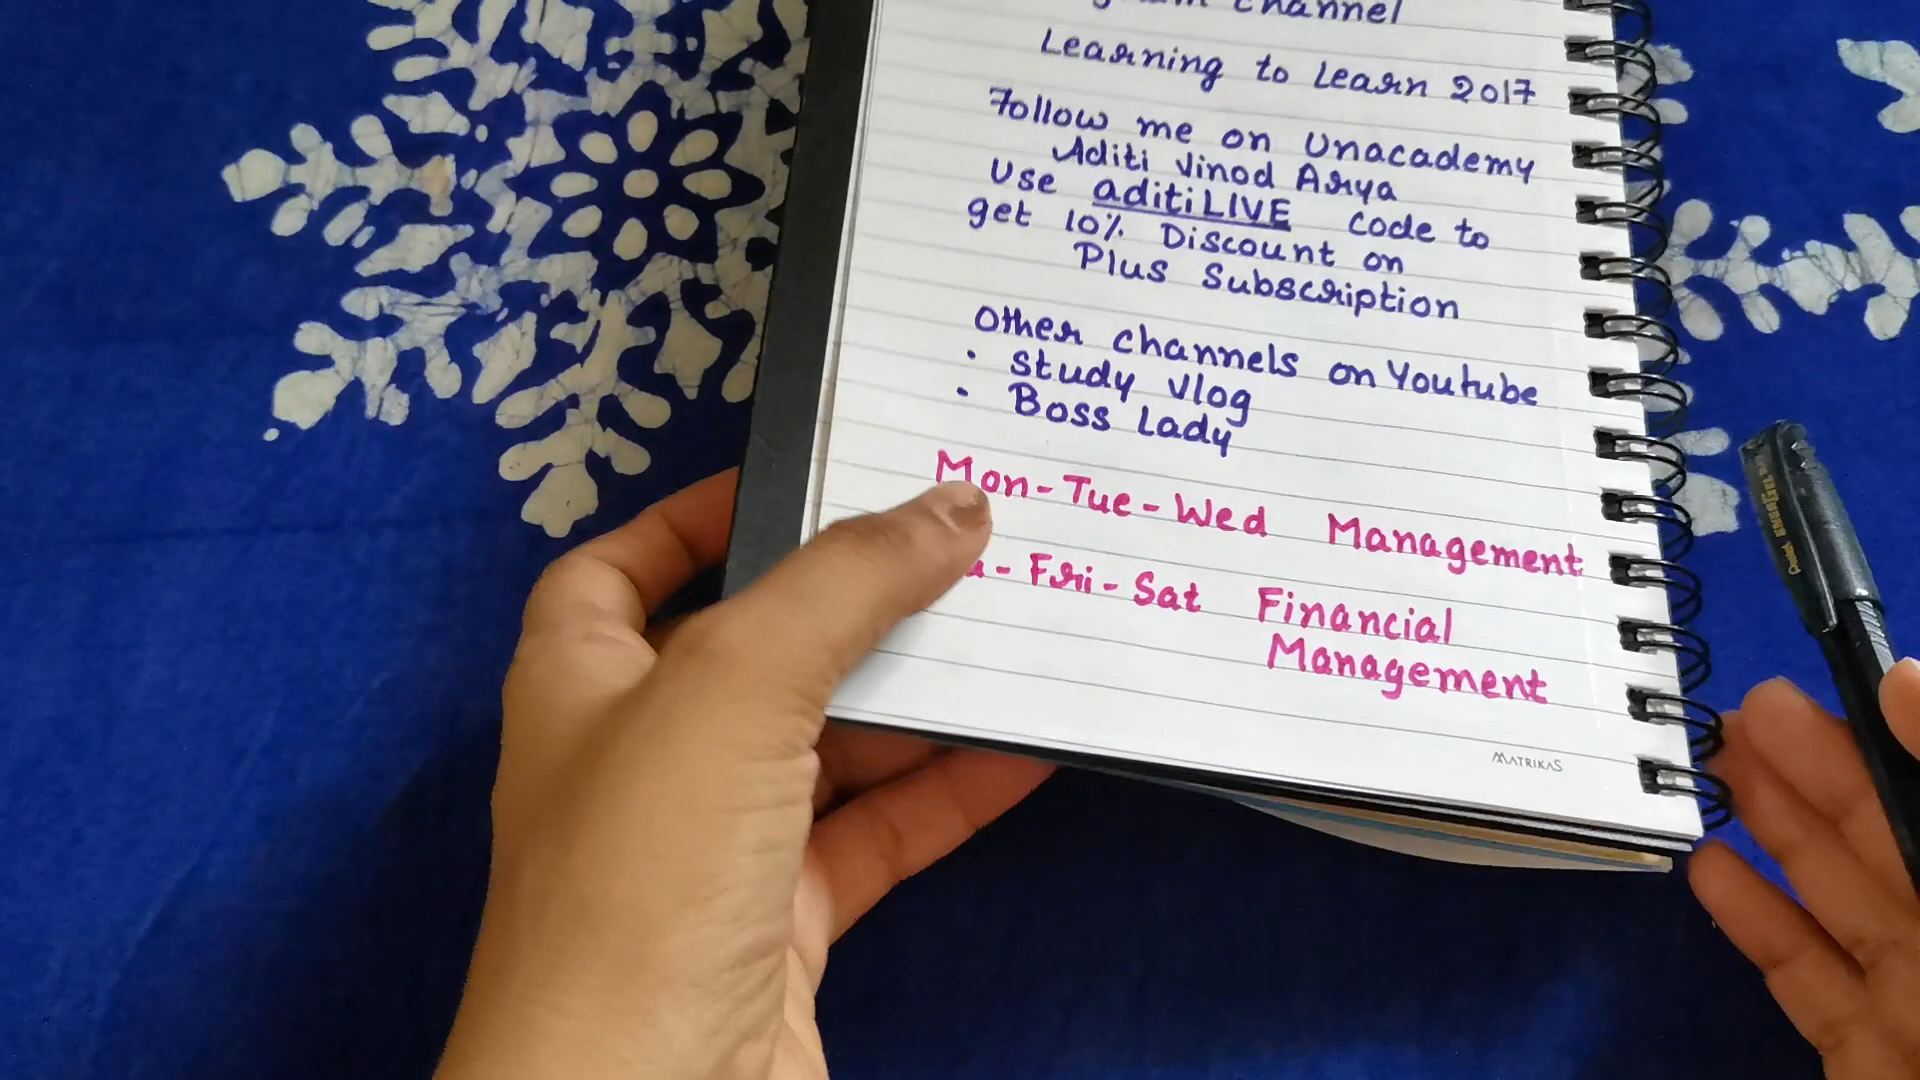 channel
Learning to Learn 2017
Follow me on Unacademy
Aditi Vinod Arya
Use aditiLIVE code to
get 10% Discount on
Plus Subscription
Other channels on Youtube
• Study Vlog
• Boss Lady
Mon-Tue-Wed Management
- Fri - Sat Financial
Management
MATRIKAS